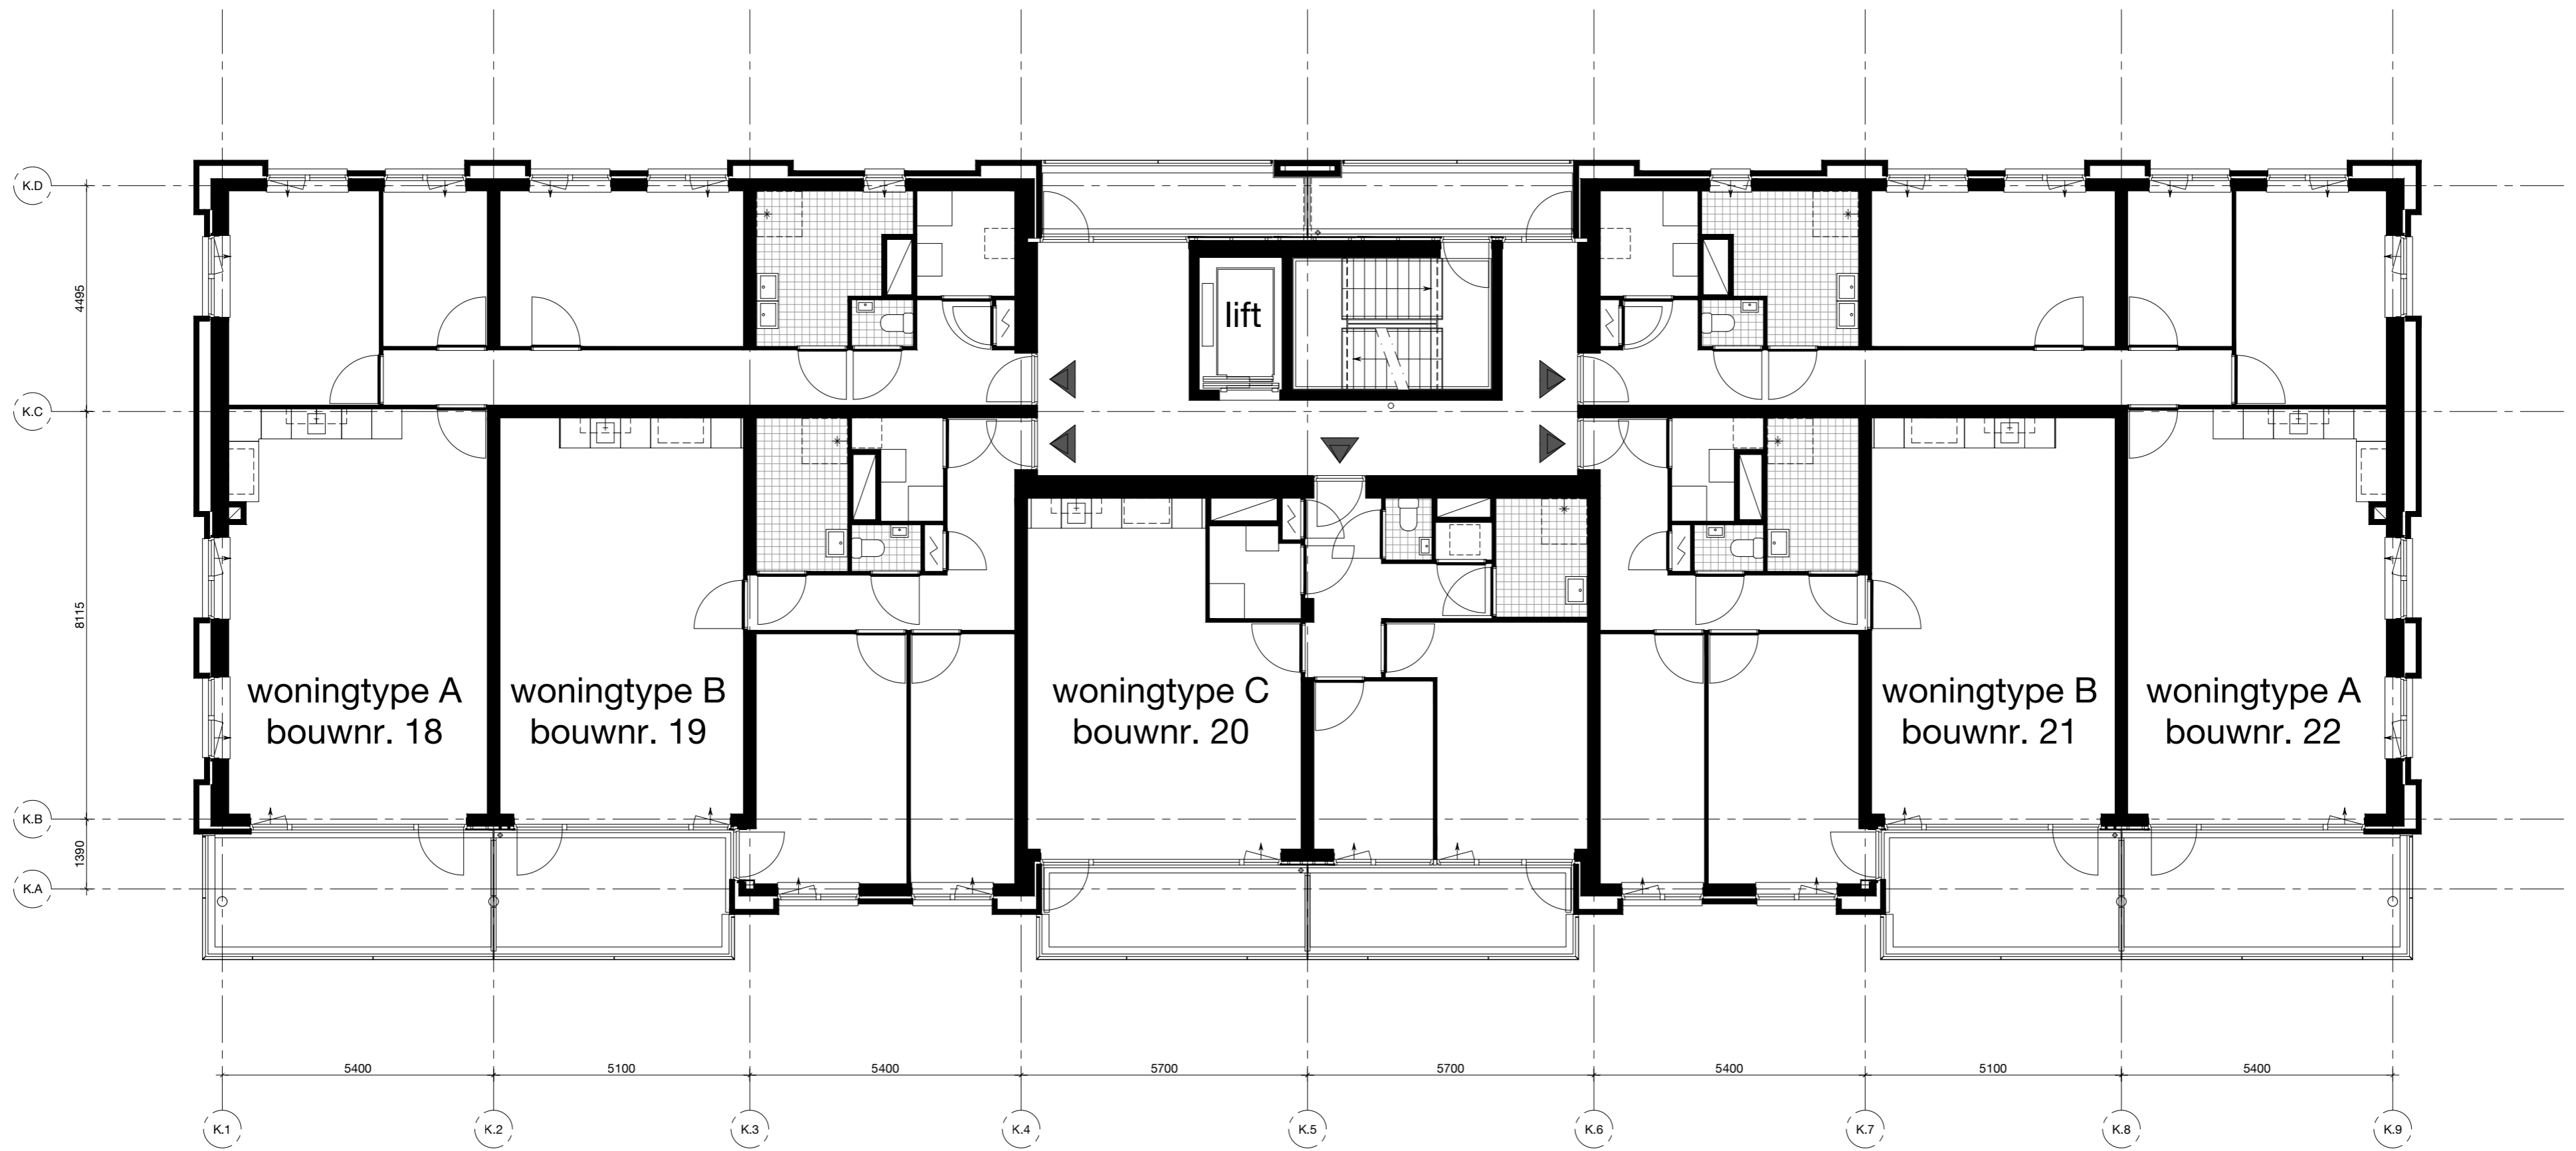 K.D
4495
lift
K.C
8115
woningtype A
bouwnr. 18
woningtype B
bouwnr. 19
woningtype C
bouwnr. 20
woningtype B
bouwnr. 21
woningtype A
bouwnr. 22
K.B
1390
K.A
5400
5100
5400
5700
5700
5400
5100
5400
K.1
K.2
K.3
K.4
K.5
K.6
K.7
K.8
K.9